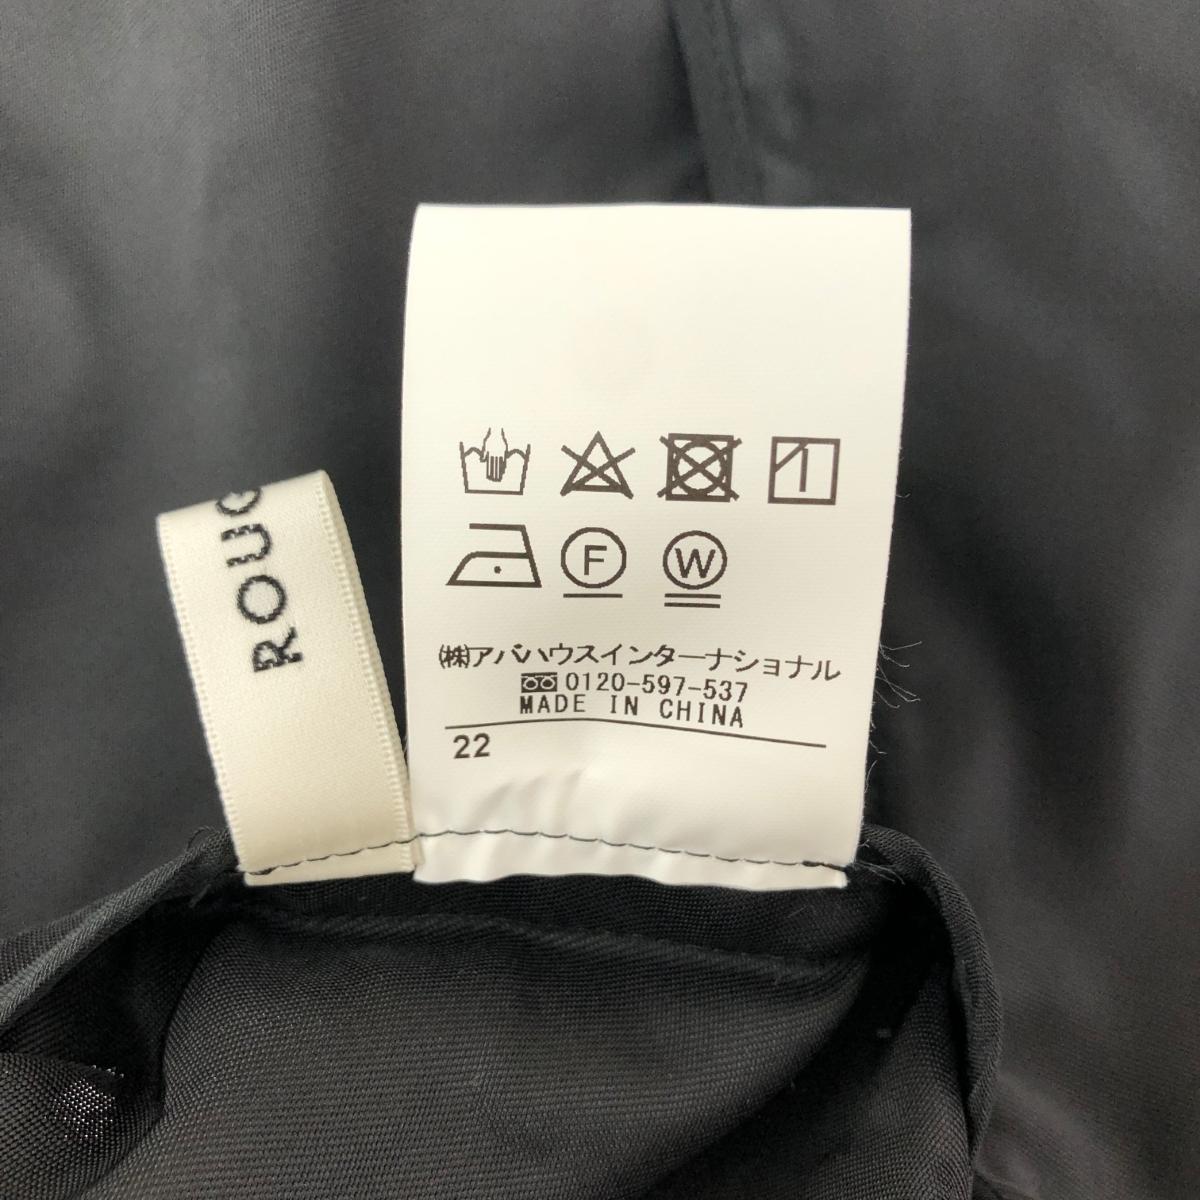 ROUG
F
W
㈱アバハウスインターナショナル
0120-597-537
MADE IN CHINA
22